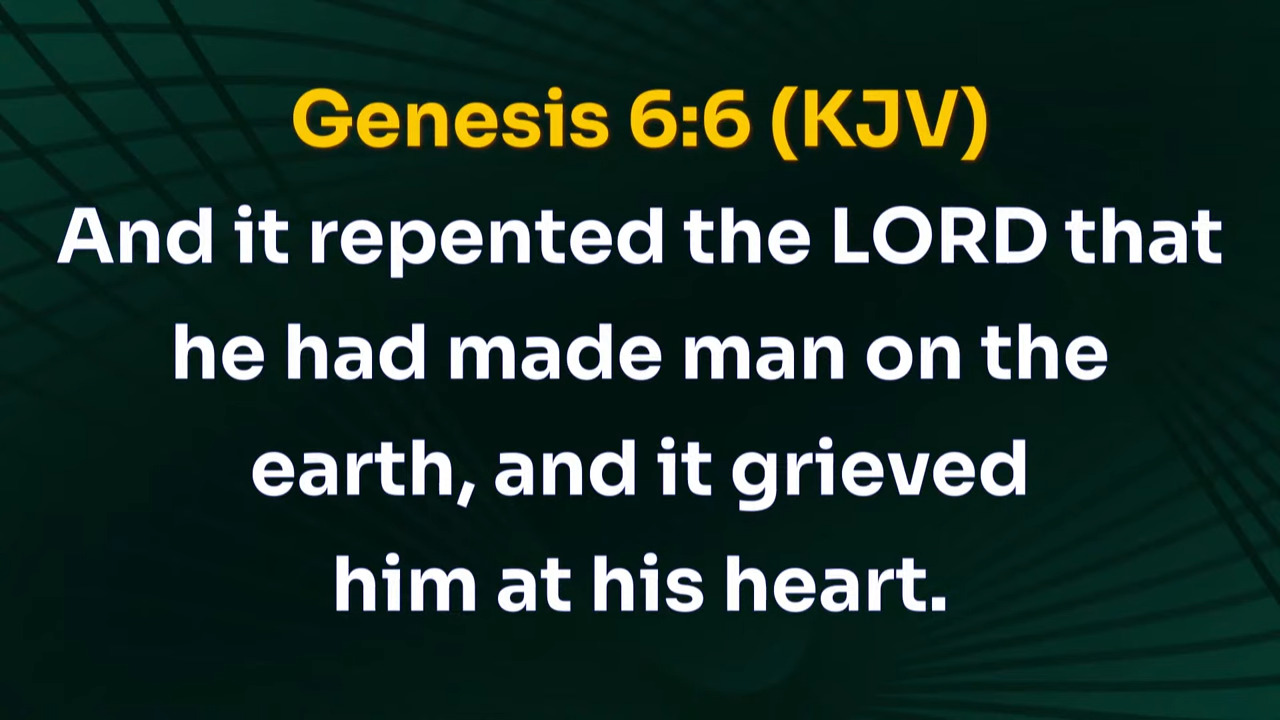 Genesis 6:6 (KJV)
And it repented the LORD that
he had made man on the
earth, and it grieved
him at his heart.